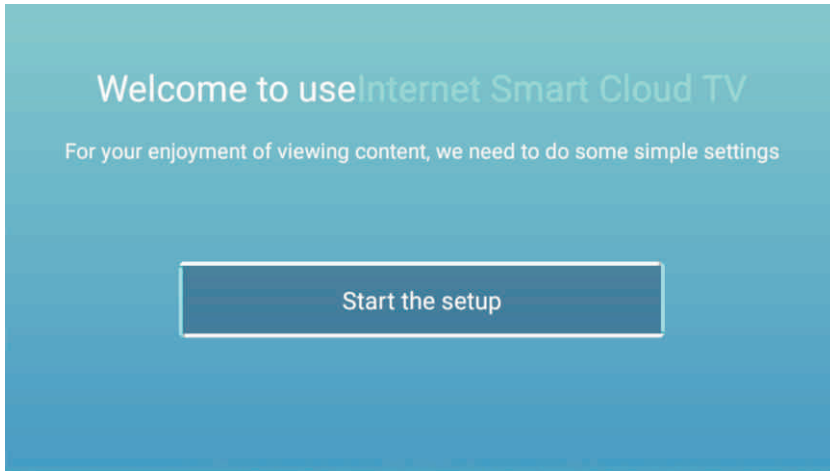 Welcome to useInternet Smart Cloud TV
For your enjoyment of viewing content, we need to do some simple settings
Start the setup